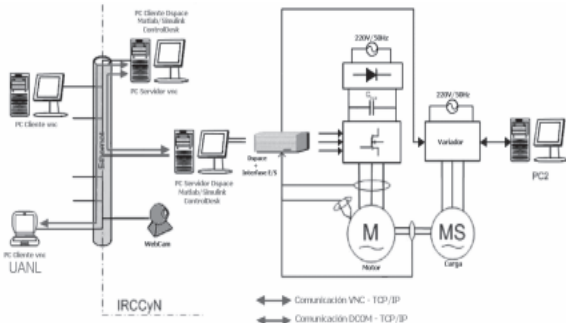 PC Cliente Dspace
Matlab/Simulink
ControlDesk
PC Servidor vnc
PC Cliente vnc
Ethernet
PC Servidor Dspace
Matlab/Simulink
ControlDesk
WebCam
PC Cliente vnc
UANL
IRCCyN
Dspace
+
Interface E/S
220V/50Hz
220V/50Hz
Variador
PC2
M
Motor
MS
Carga
Comunicación VNC - TCP/IP
Comunicación DCOM - TCP/IP